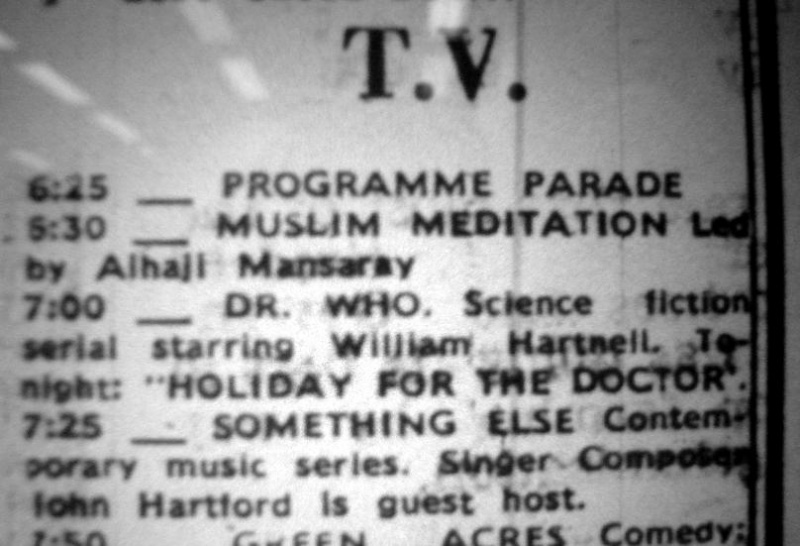 T.V.
6:25 __ PROGRAMME PARADE
6:30 __ MUSLIM MEDITATION Led
by Alhaji Mansaray
7:00 __ DR. WHO. Science fiction
serial starring William Hartnell. To-
night: "HOLIDAY FOR THE DOCTOR".
7:25 __ SOMETHING ELSE Contem-
porary music series. Singer Composer
John Hartford is guest host.
7:50 GREEN ACRES Comedy: